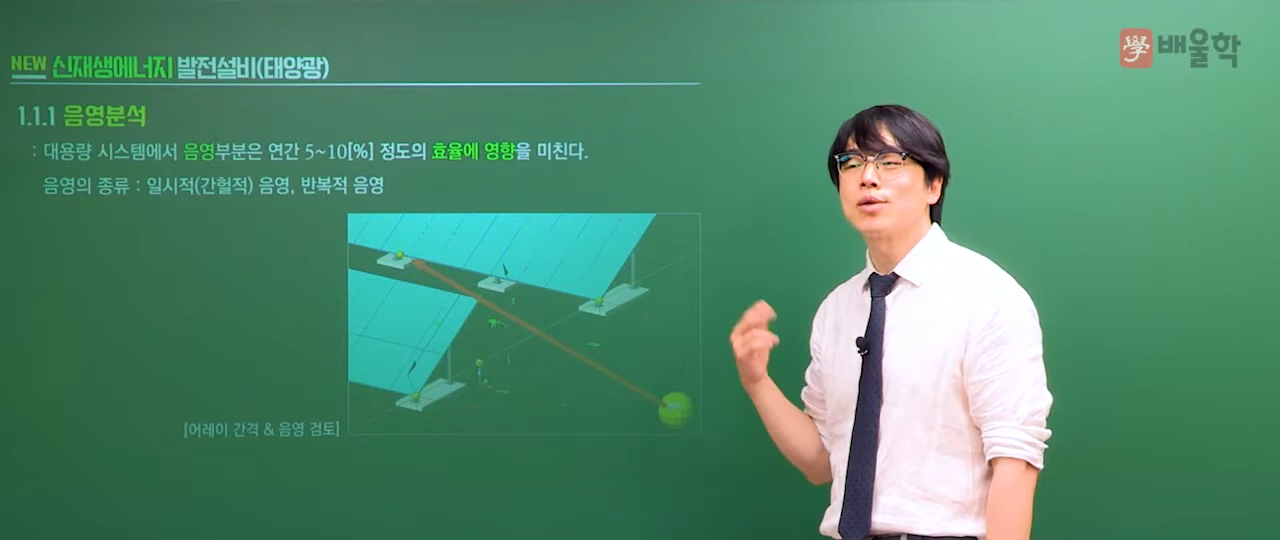 學 배울학
NEW 신재생에너지 발전설비(태양광)
1.1.1 음영분석
: 대용량 시스템에서 음영부분은 연간 5~10[%] 정도의 효율에 영향을 미친다.
음영의 종류 : 일시적(간헐적) 음영, 반복적 음영
[어레이 간격 & 음영 검토]